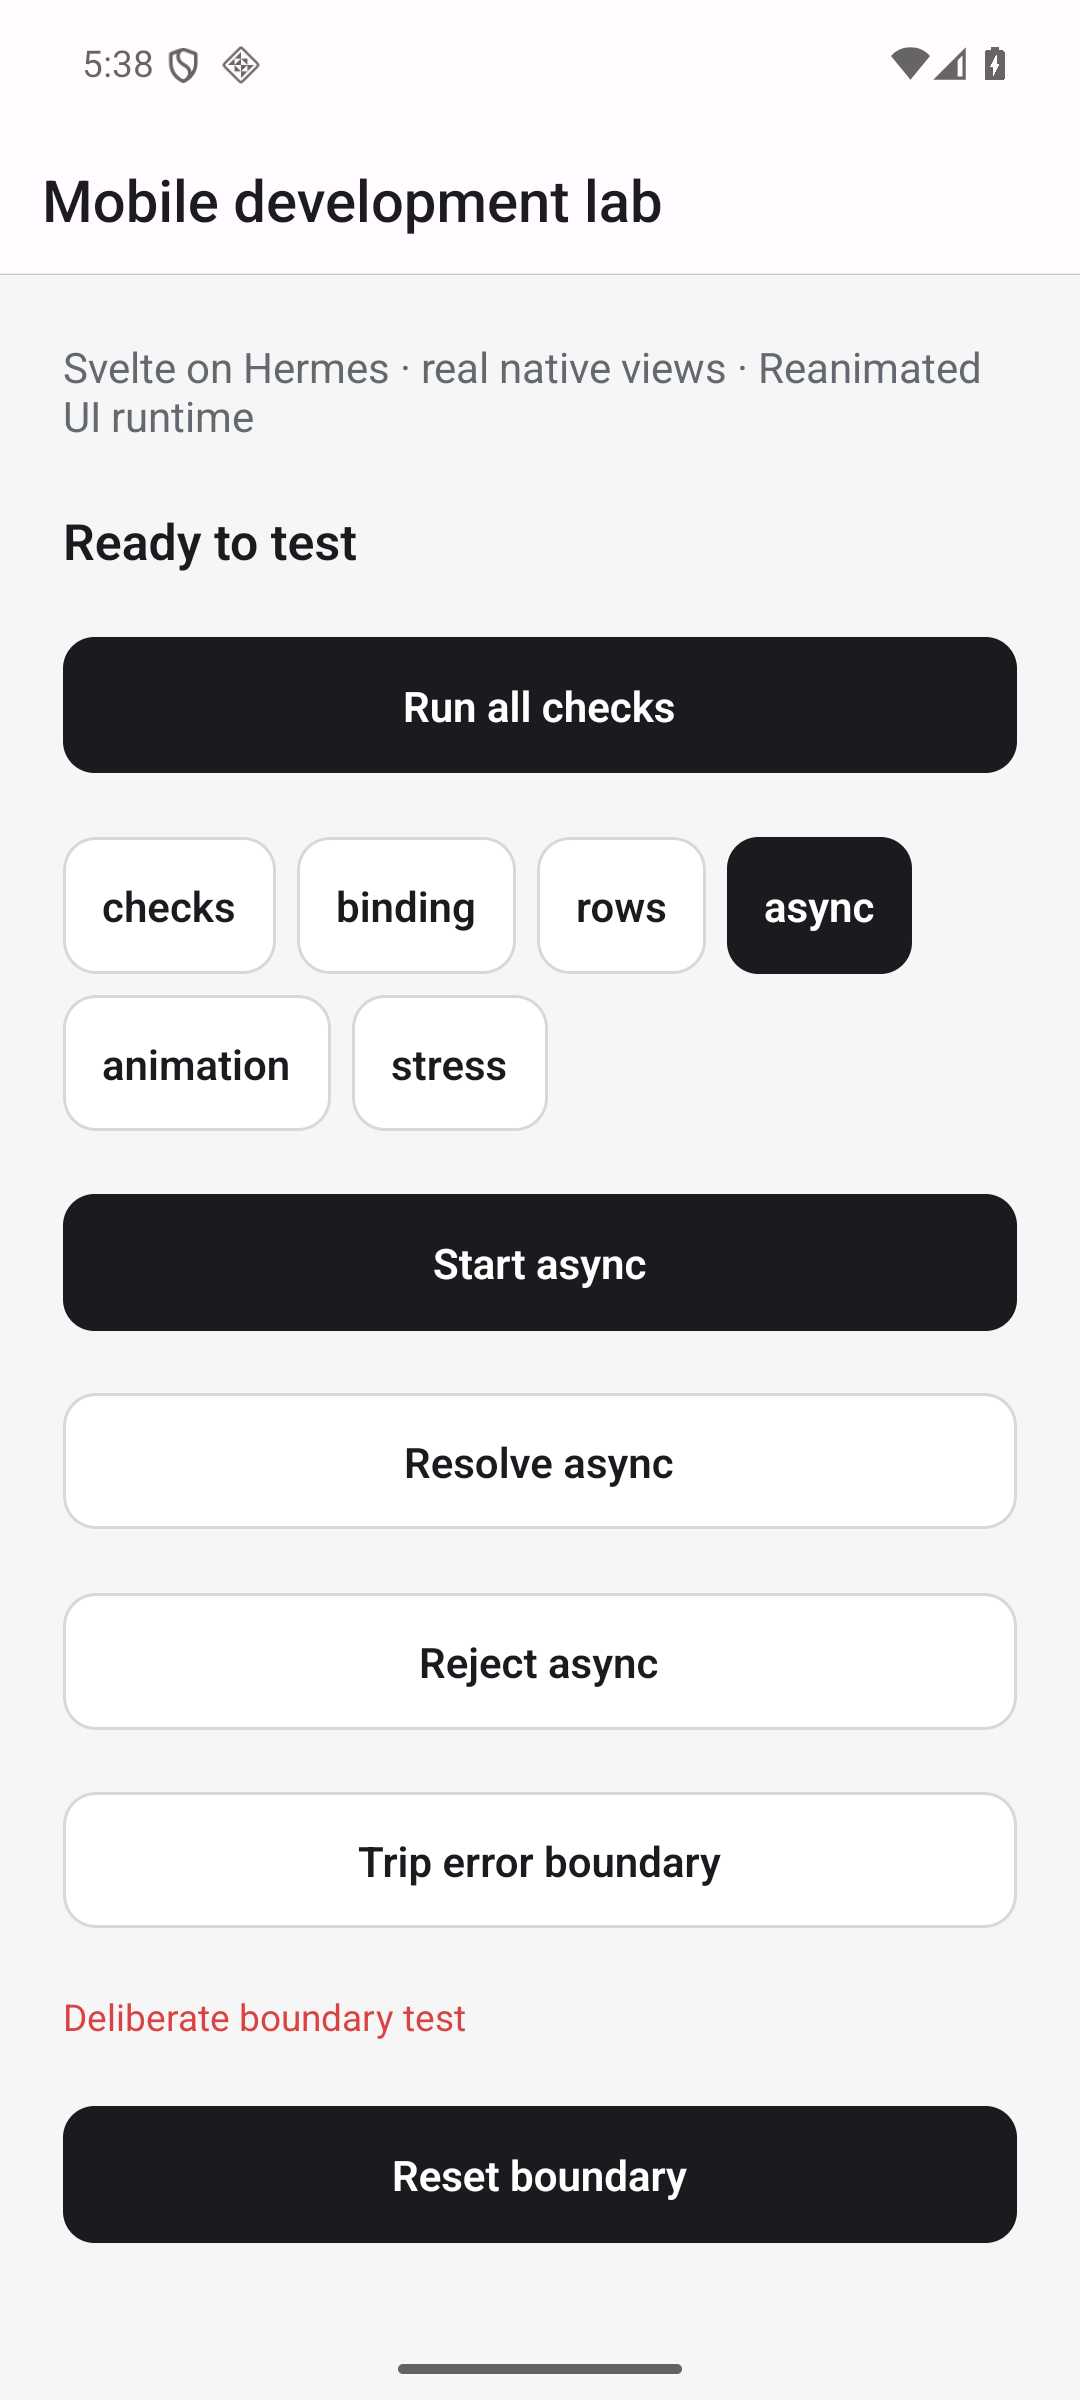 5:38
Mobile development lab
Svelte on Hermes · real native views · Reanimated
UI runtime
Ready to test
Run all checks
checks
binding
rows
async
animation
stress
Start async
Resolve async
Reject async
Trip error boundary
Deliberate boundary test
Reset boundary